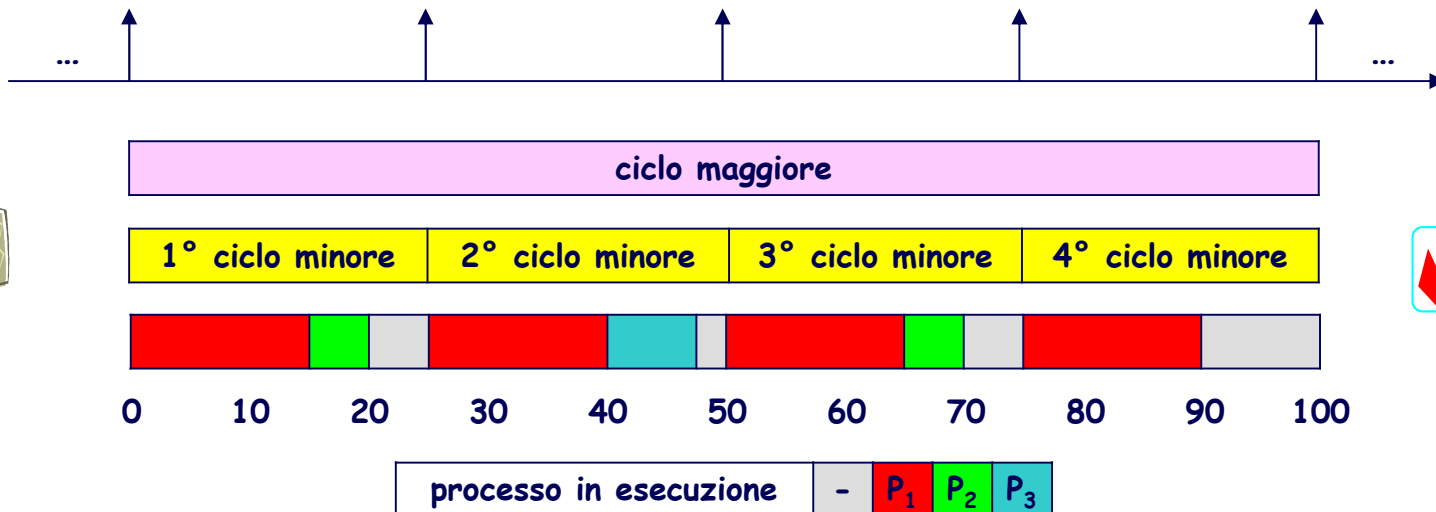 ... ...
ciclo maggiore
1° ciclo minore 2° ciclo minore 3° ciclo minore 4° ciclo minore
0 10 20 30 40 50 60 70 80 90 100
processo in esecuzione - P₁ P₂ P₃